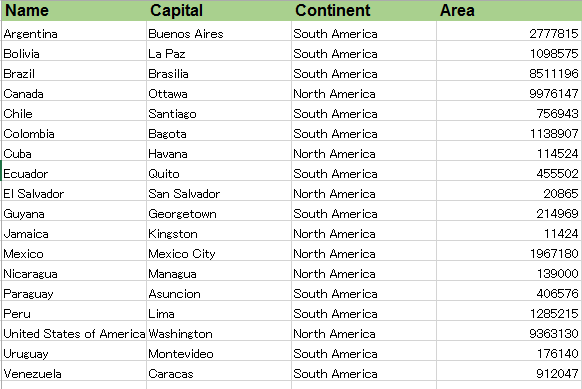 Name Capital Continent Area
Argentina Buenos Aires South America 2777815
Bolivia La Paz South America 1098575
Brazil Brasilia South America 8511196
Canada Ottawa North America 9976147
Chile Santiago South America 756943
Colombia Bagota South America 1138907
Cuba Havana North America 114524
Ecuador Quito South America 455502
El Salvador San Salvador North America 20865
Guyana Georgetown South America 214969
Jamaica Kingston North America 11424
Mexico Mexico City North America 1967180
Nicaragua Managua North America 139000
Paraguay Asuncion South America 406576
Peru Lima South America 1285215
United States of America Washington North America 9363130
Uruguay Montevideo South America 176140
Venezuela Caracas South America 912047